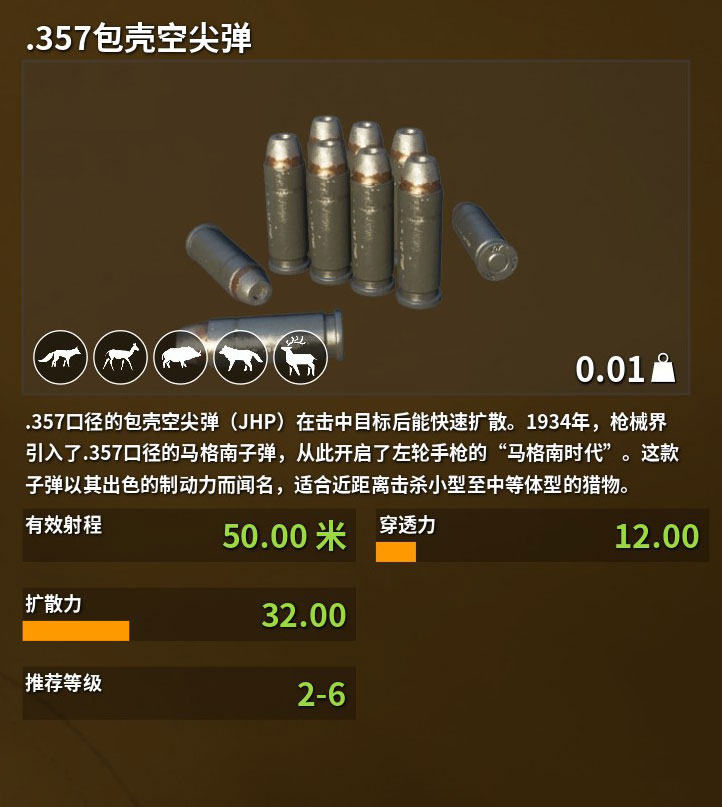 .357包壳空尖弹
0.01
.357口径的包壳空尖弹（JHP）在击中目标后能快速扩散。1934年，枪械界
引入了.357口径的马格南子弹，从此开启了左轮手枪的“马格南时代”。这款
子弹以其出色的制动力而闻名，适合近距离击杀小型至中等体型的猎物。
有效射程
50.00 米
穿透力
12.00
扩散力
32.00
推荐等级
2-6